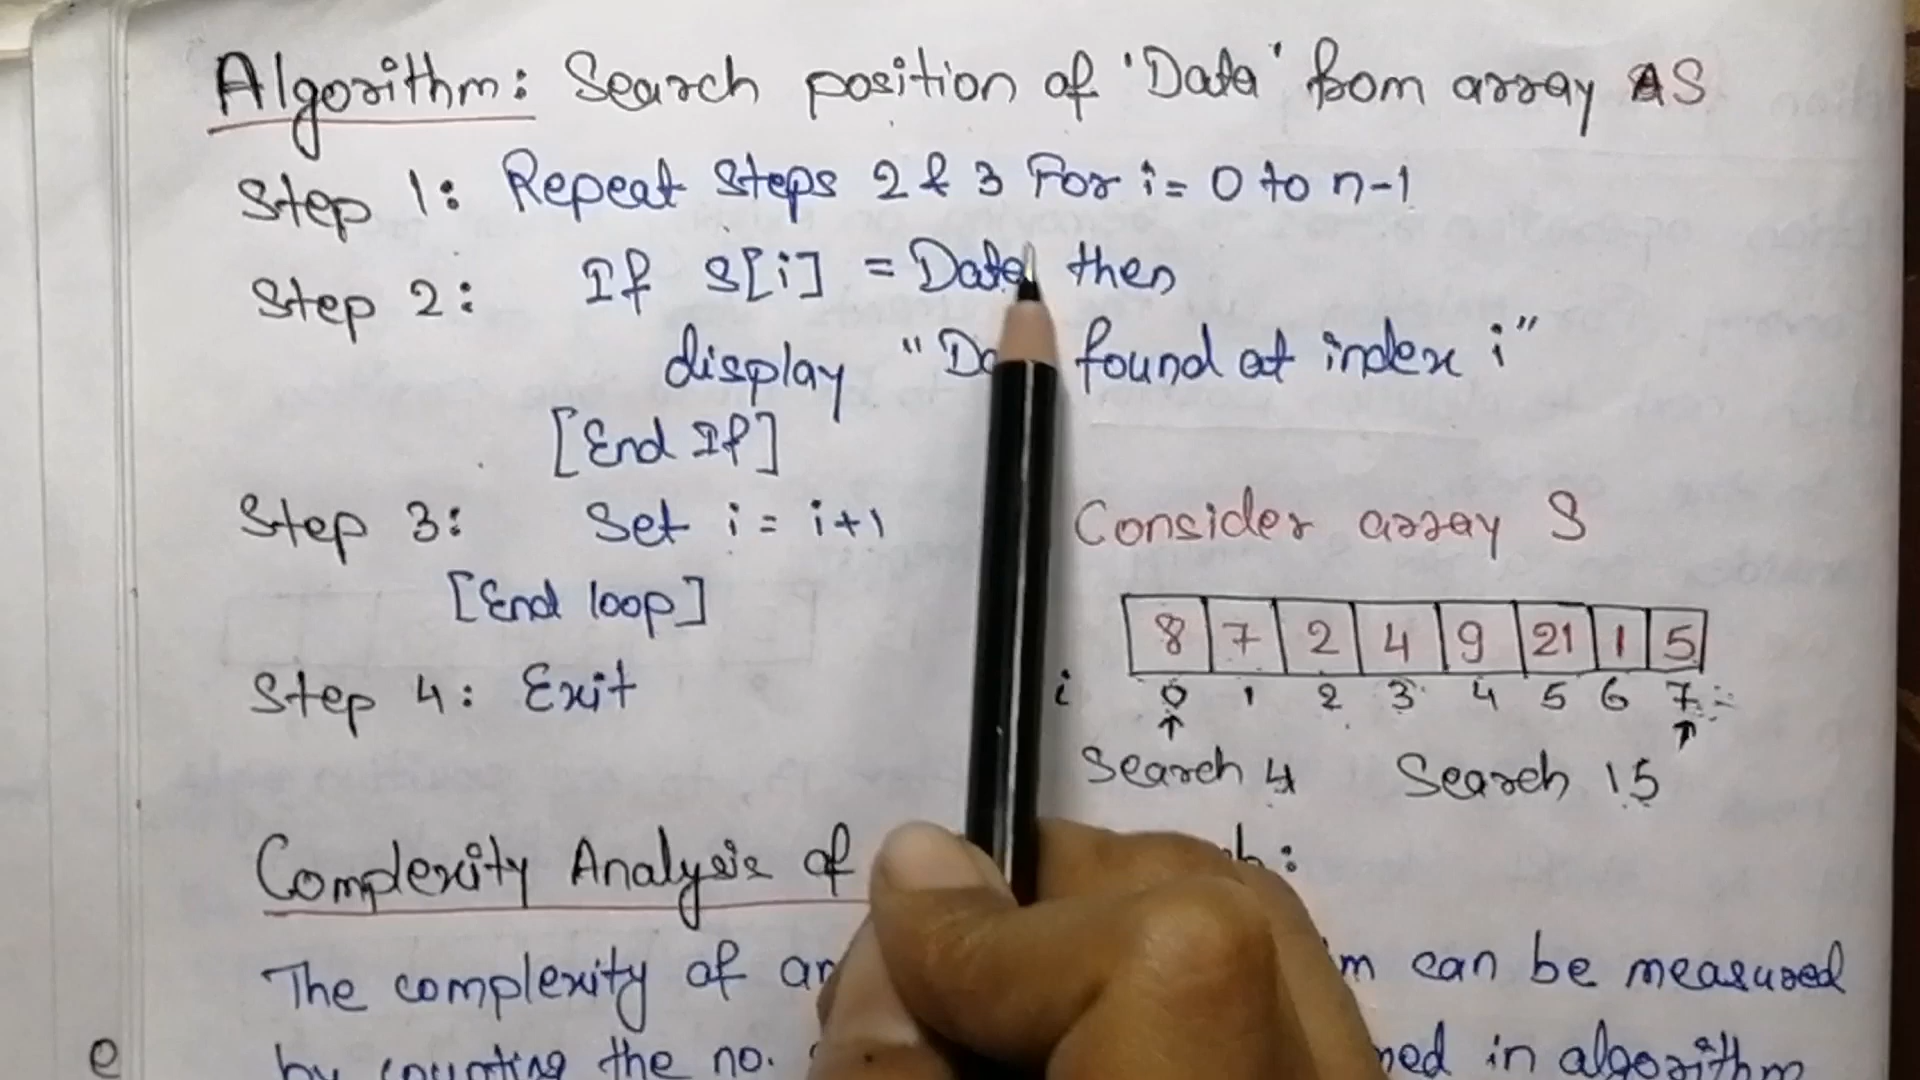 Algorithm: Search position of 'Data' from array S
Step 1: Repeat Steps 2 & 3 For i = 0 to n-1
Step 2: If S[i] = Data then
display " found at index i"
[End If]
Step 3: Set i = i+1
[End loop]
Step 4: Exit
Consider array S
8 7 2 4 9 21 1 5
i 0 1 2 3 4 5 6 7
↑ ↑
Search 4 Search 15
Complexity Analysis of :
The complexity of can be measured
by counting the no. in algorithm
e